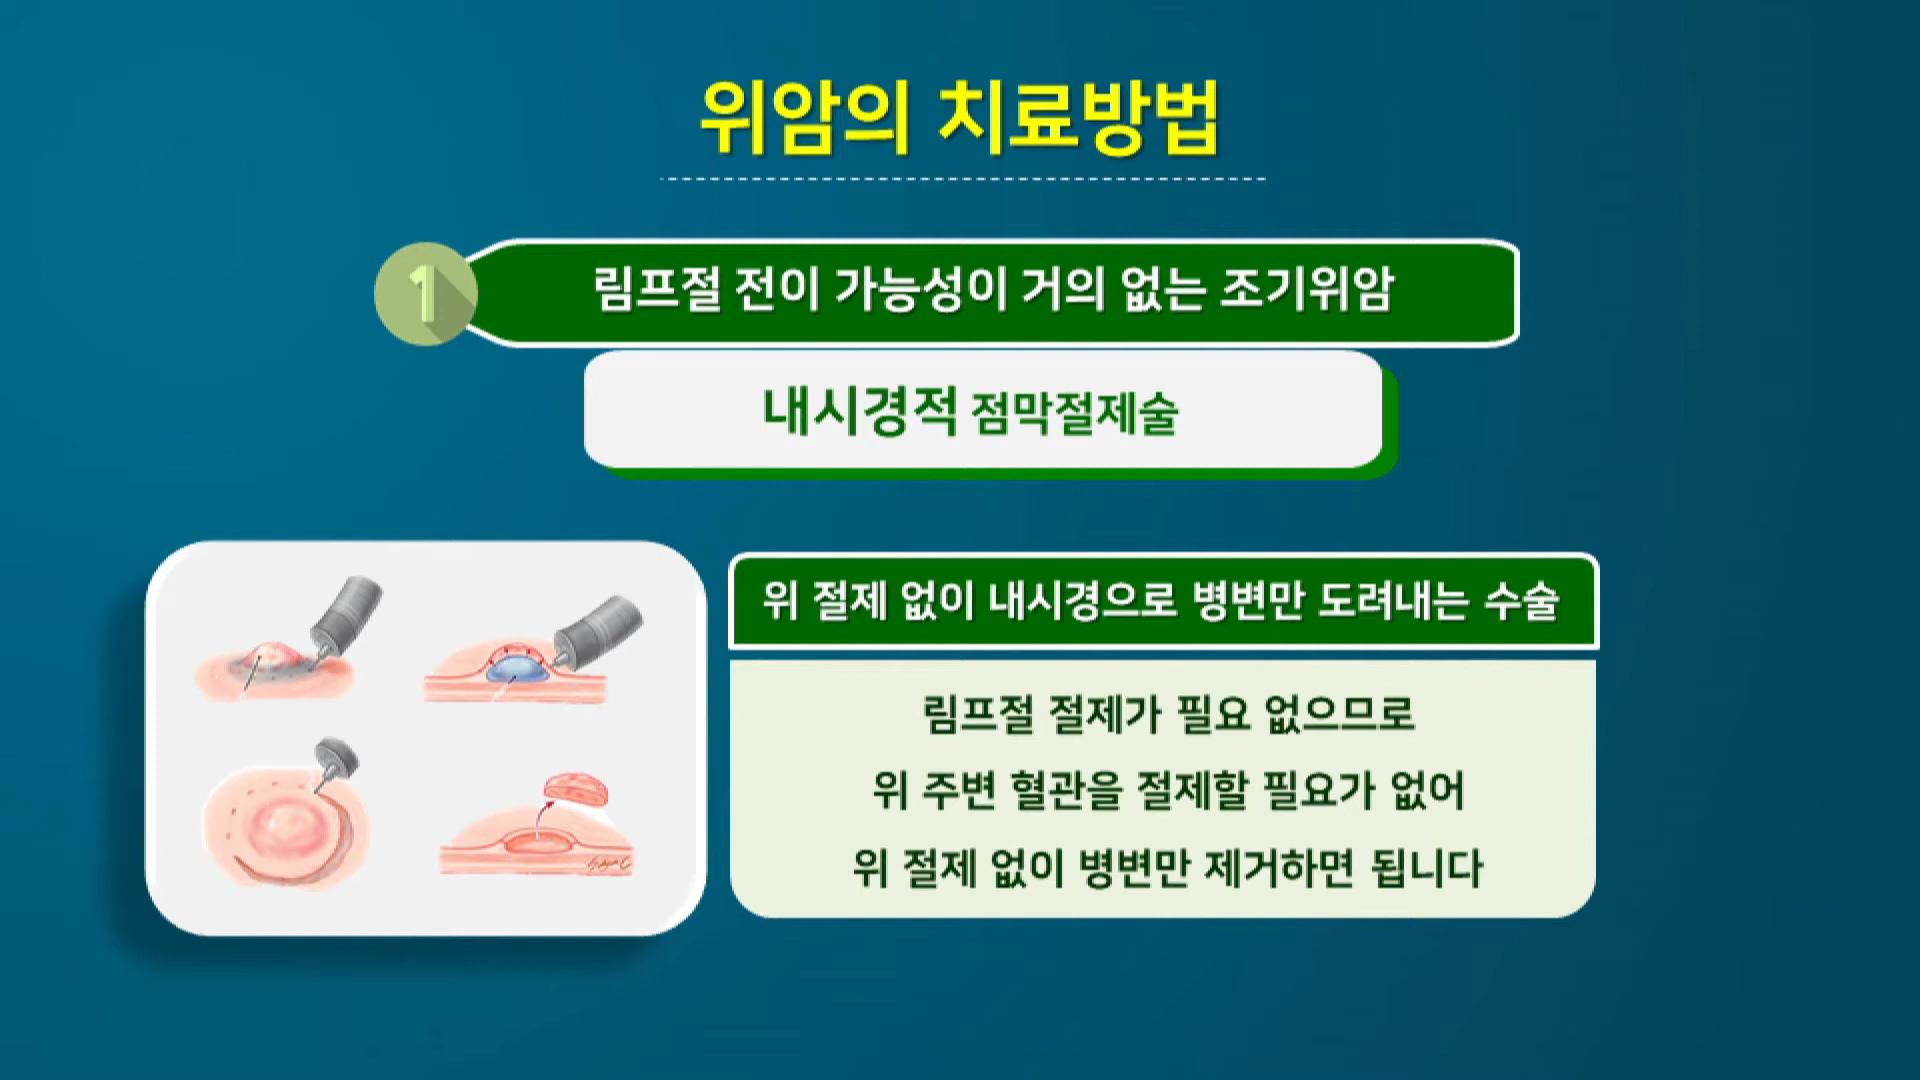 위암의 치료방법
1
림프절 전이 가능성이 거의 없는 조기위암
내시경적 점막절제술
위 절제 없이 내시경으로 병변만 도려내는 수술
림프절 절제가 필요 없으므로
위 주변 혈관을 절제할 필요가 없어
위 절제 없이 병변만 제거하면 됩니다